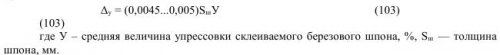 Δу = (0,0045...0,005)SшУ (103)
(103)
где У – средняя величина упрессовки склеиваемого березового шпона, %, Sш — толщина
шпона, мм.